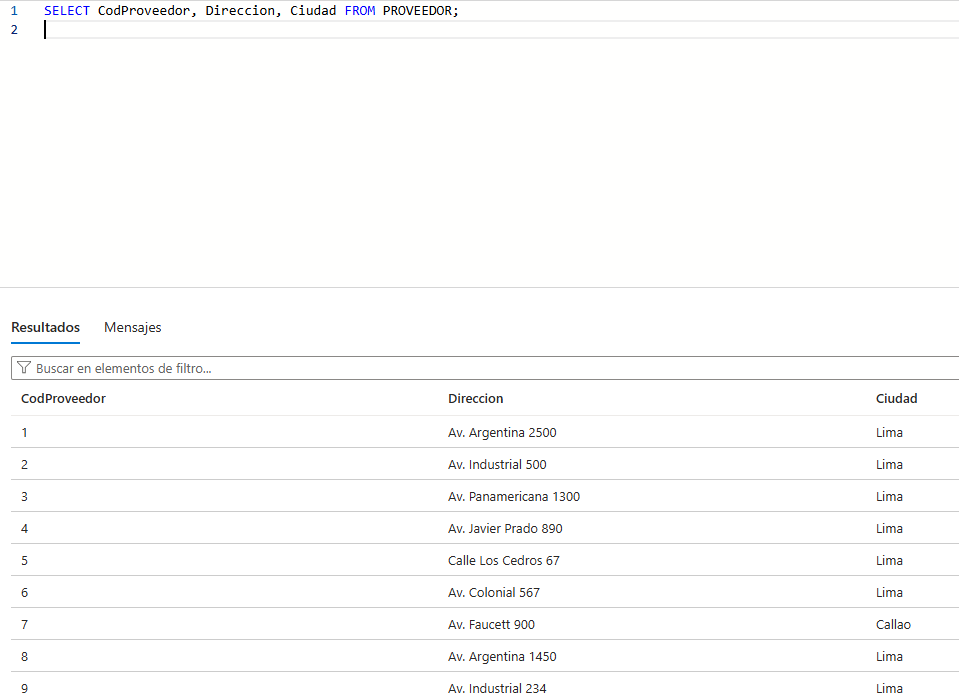 1 SELECT CodProveedor, Direccion, Ciudad FROM PROVEEDOR;
2
Resultados Mensajes
Buscar en elementos de filtro...
CodProveedor Direccion Ciudad
1 Av. Argentina 2500 Lima
2 Av. Industrial 500 Lima
3 Av. Panamericana 1300 Lima
4 Av. Javier Prado 890 Lima
5 Calle Los Cedros 67 Lima
6 Av. Colonial 567 Lima
7 Av. Faucett 900 Callao
8 Av. Argentina 1450 Lima
9 Av. Industrial 234 Lima